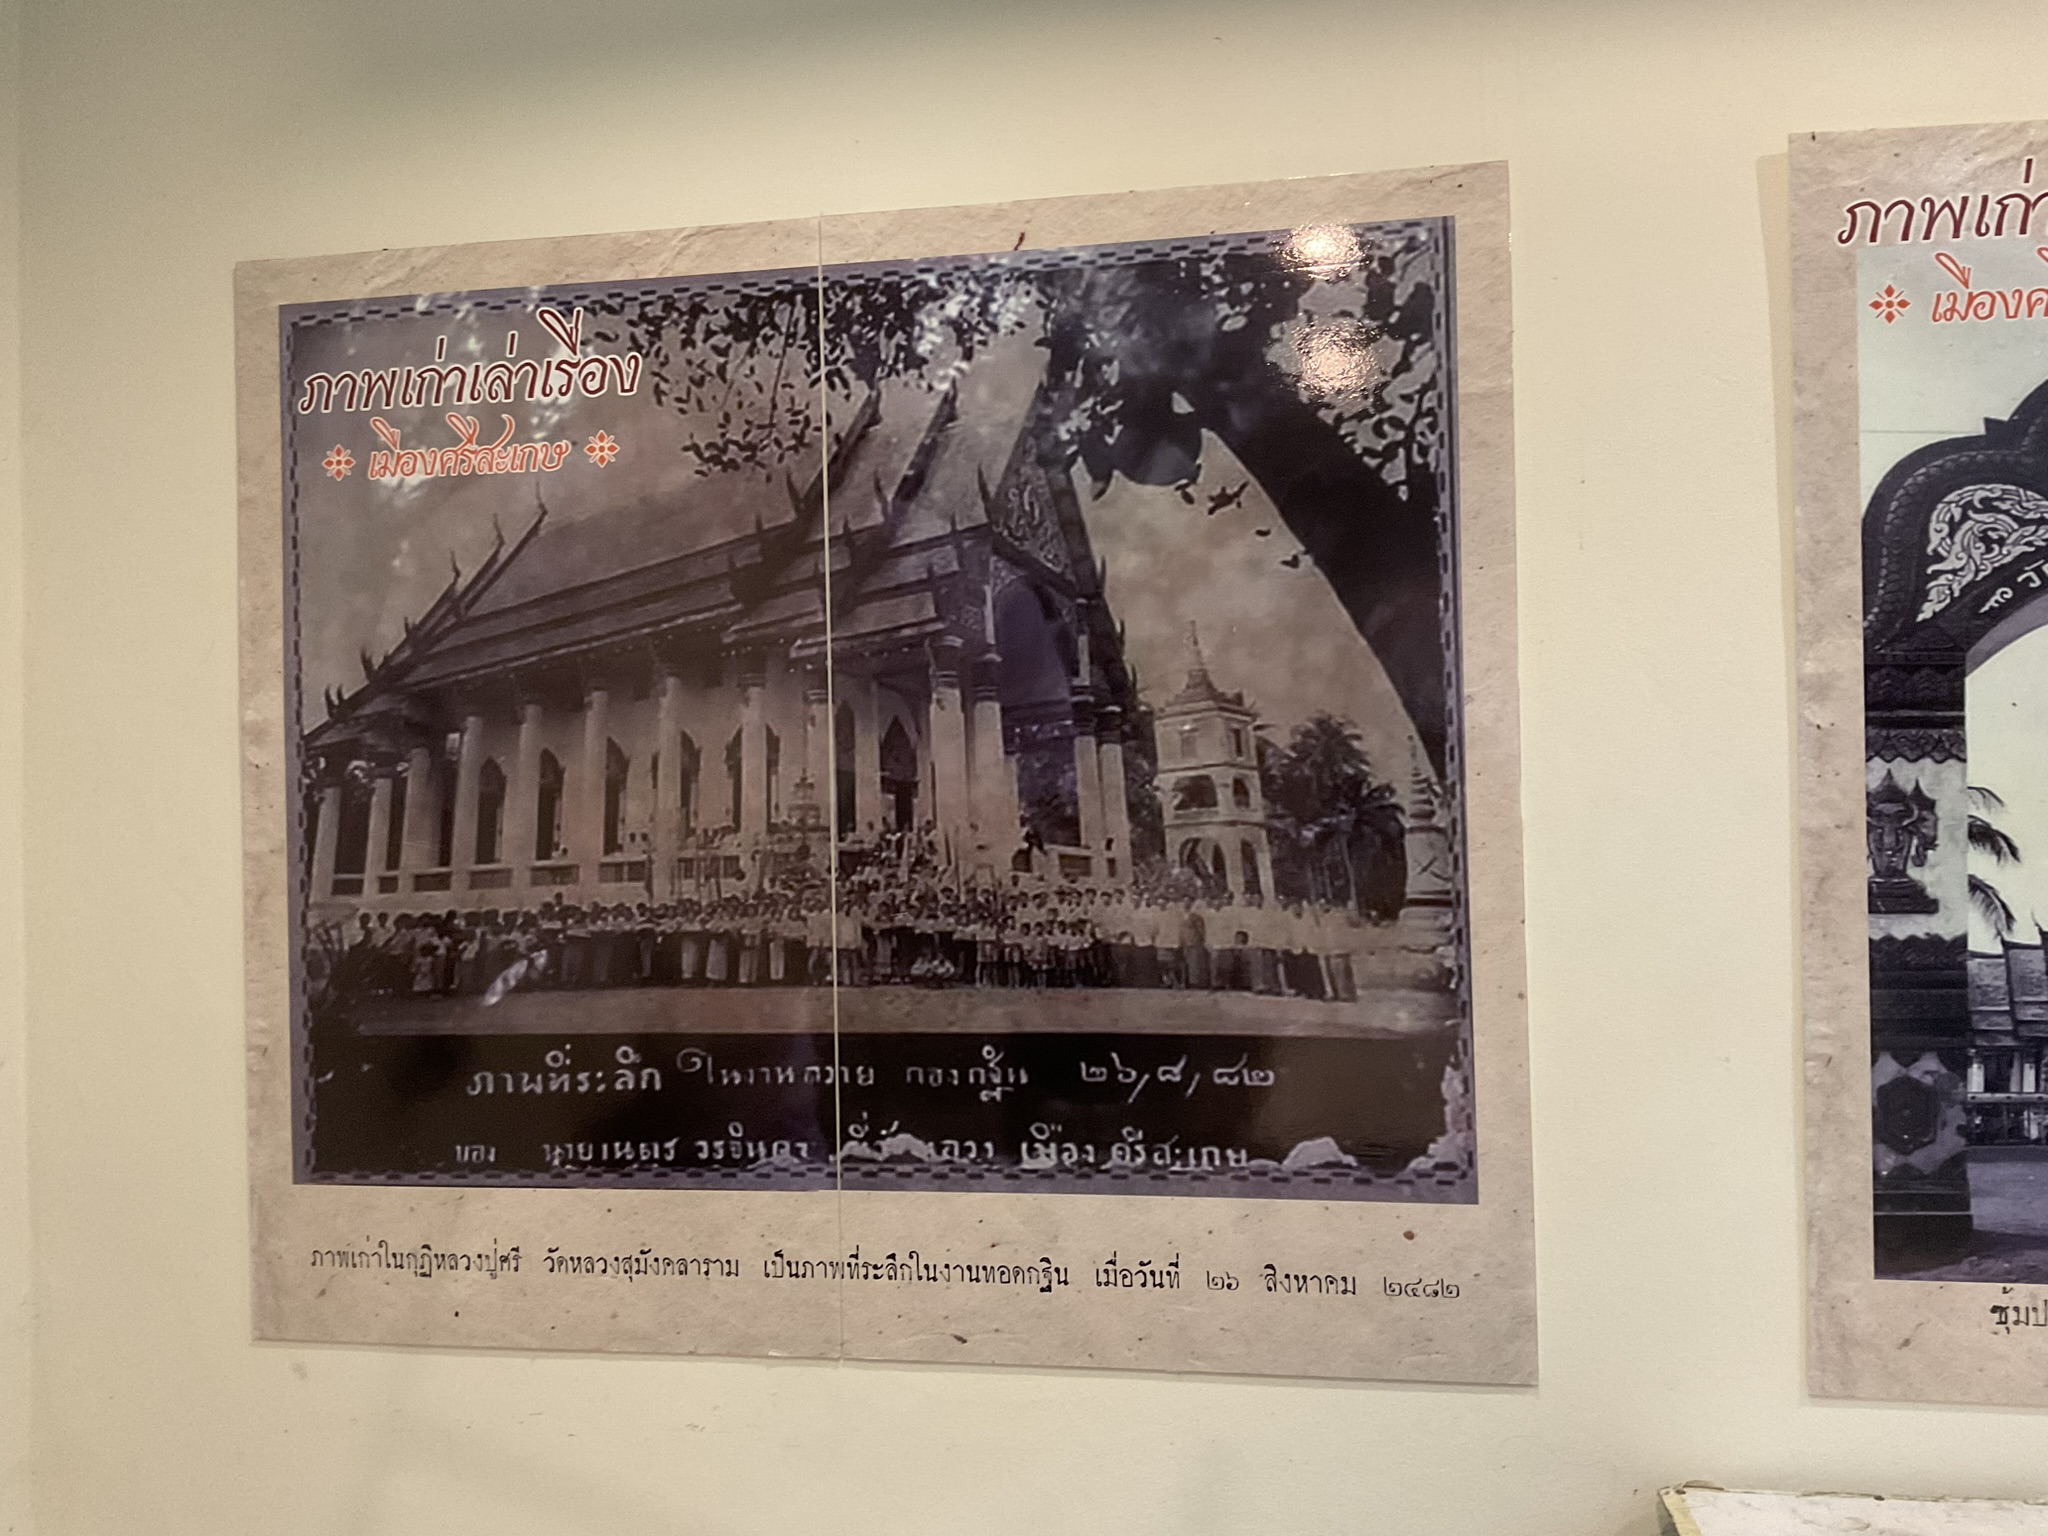 ภาพเก่าเล่าเรื่อง
เมืองศรีสะเกษ
ภาพที่ระลึก ในงานถวาย กองกฐิน ๒๖,๘,๘๒
ของ นายเนตร วรจินดา ที่วัดหลวง เมืองศรีสะเกษ
ภาพเก่าในกุฏิหลวงปู่ศรี วัดหลวงสุมังคลาราม เป็นภาพที่ระลึกในงานทอดกฐิน เมื่อวันที่ ๒๖ สิงหาคม ๒๔๘๒
ภาพเก่า